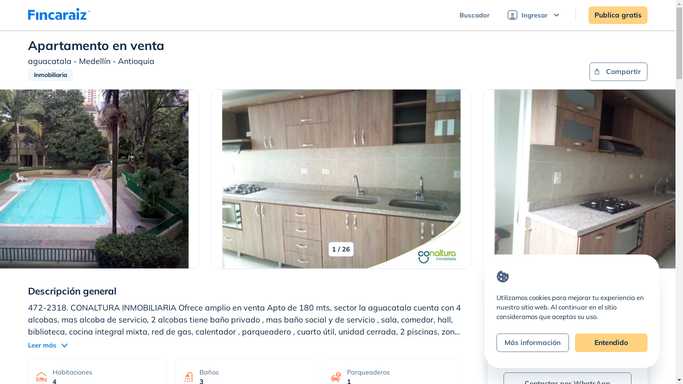 Fincaraiz
Buscador
Ingresar
Publica gratis
Apartamento en venta
aguacatala - Medellín - Antioquia
Inmobiliaria
Compartir
1 / 26
conaltura
inmobiliaria
Descripción general
472-2318. CONALTURA INMOBILIARIA Ofrece amplio en venta Apto de 180 mts, sector la aguacatala cuenta con 4
alcobas, mas alcoba de servicio, 2 alcobas tiene baño privado , mas baño social y de servicio , sala, comedor, hall,
biblioteca, cocina integral mixta, red de gas, calentador , parqueadero , cuarto útil, unidad cerrada, 2 piscinas, zon...
Leer más
Habitaciones
4
Baños
3
Parqueaderos
1
Utilizamos cookies para mejorar tu experiencia en
nuestro sitio web. Al continuar en el sitio
consideramos que aceptas su uso.
Más información
Entendido
Contactar por WhatsApp